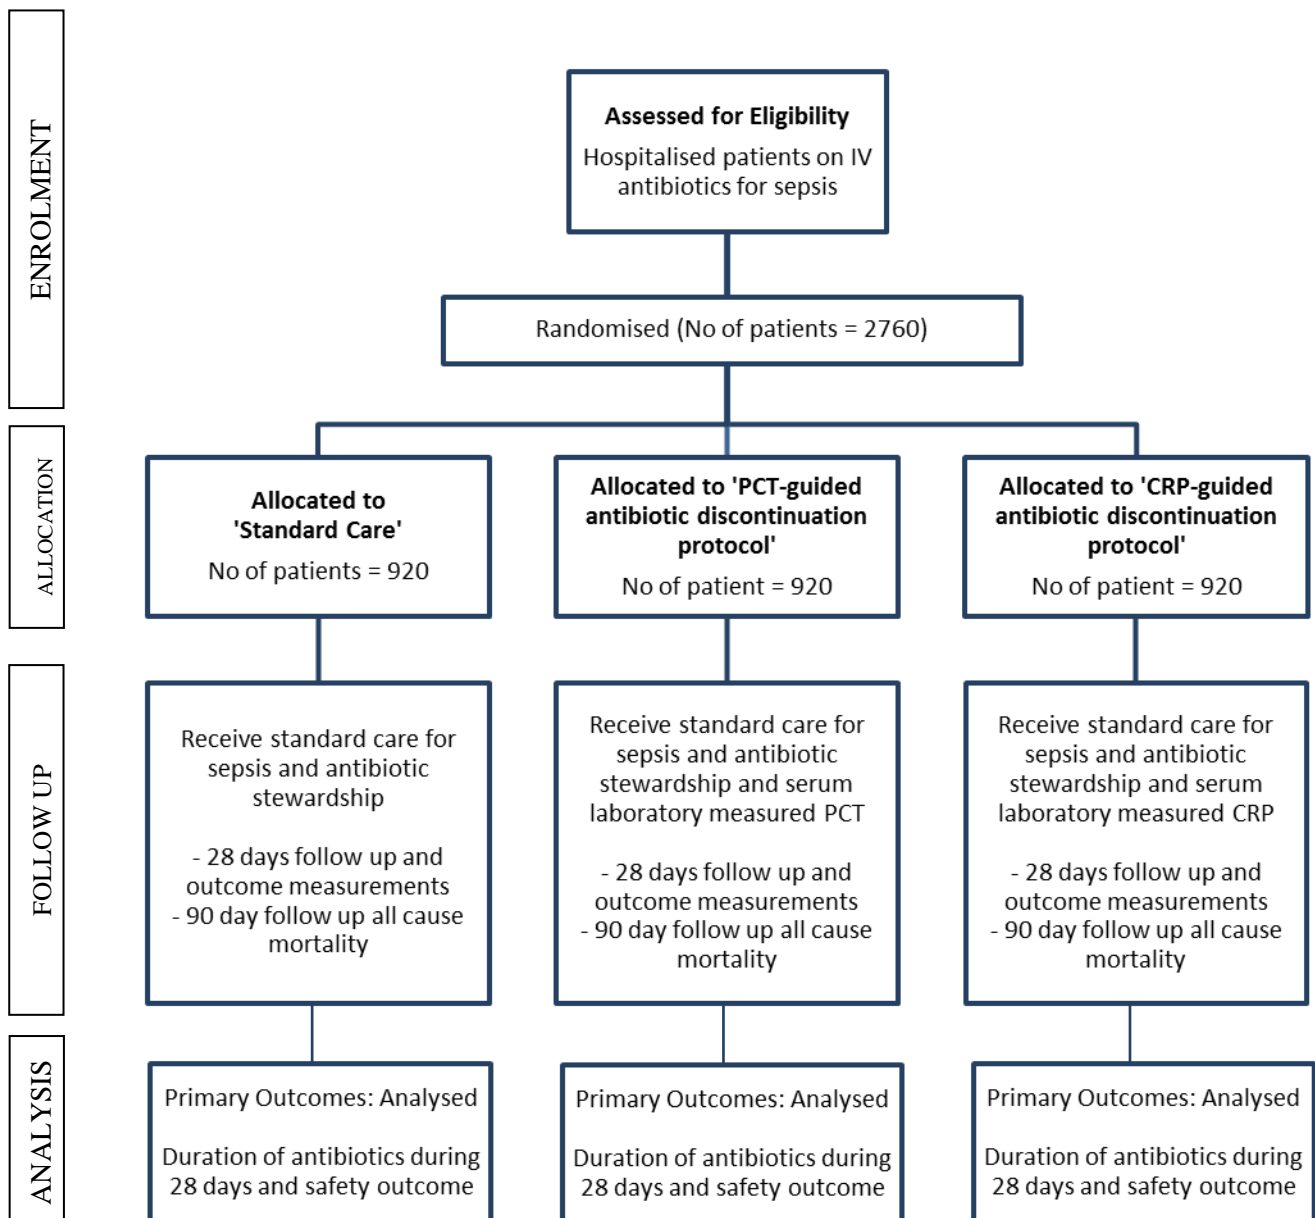 ENROLMENT
Assessed for Eligibility
Hospitalised patients on IV
antibiotics for sepsis
Randomised (No of patients = 2760)
ALLOCATION
Allocated to
'Standard Care'
No of patients = 920
Allocated to 'PCT-guided
antibiotic discontinuation
protocol'
No of patient = 920
Allocated to 'CRP-guided
antibiotic discontinuation
protocol'
No of patient = 920
FOLLOW UP
Receive standard care for
sepsis and antibiotic
stewardship
- 28 days follow up and
outcome measurements
- 90 day follow up all cause
mortality
Receive standard care for
sepsis and antibiotic
stewardship and serum
laboratory measured PCT
- 28 days follow up and
outcome measurements
- 90 day follow up all cause
mortality
Receive standard care for
sepsis and antibiotic
stewardship and serum
laboratory measured CRP
- 28 days follow up and
outcome measurements
- 90 day follow up all cause
mortality
ANALYSIS
Primary Outcomes: Analysed
Duration of antibiotics during
28 days and safety outcome
Primary Outcomes: Analysed
Duration of antibiotics during
28 days and safety outcome
Primary Outcomes: Analysed
Duration of antibiotics during
28 days and safety outcome